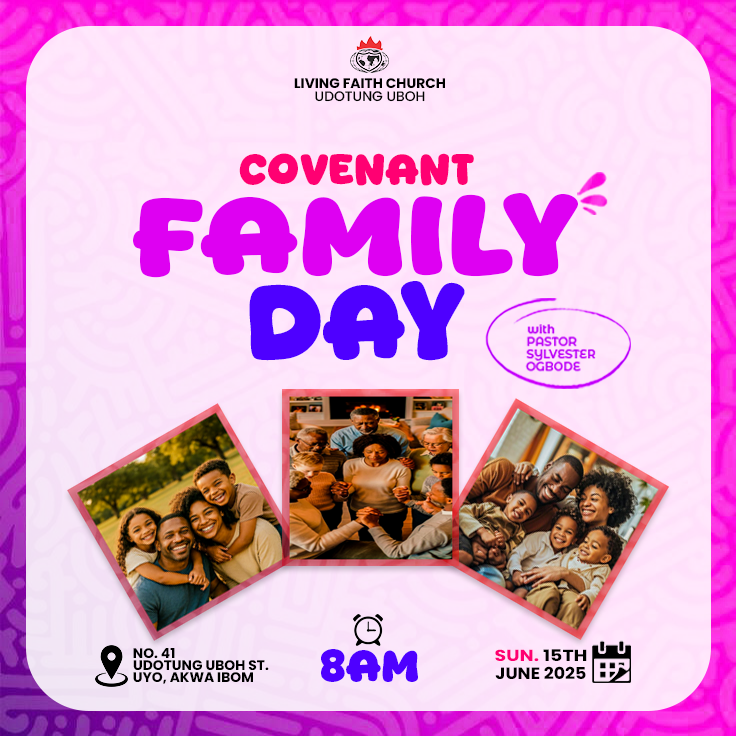 LIVING FAITH CHURCH
UDOTUNG UBOH
COVENANT
FAMILY
DAY
with
PASTOR
SYLVESTER
OGBODE
NO. 41
UDOTUNG UBOH ST.
UYO, AKWA IBOM
8AM
SUN. 15TH
JUNE 2025